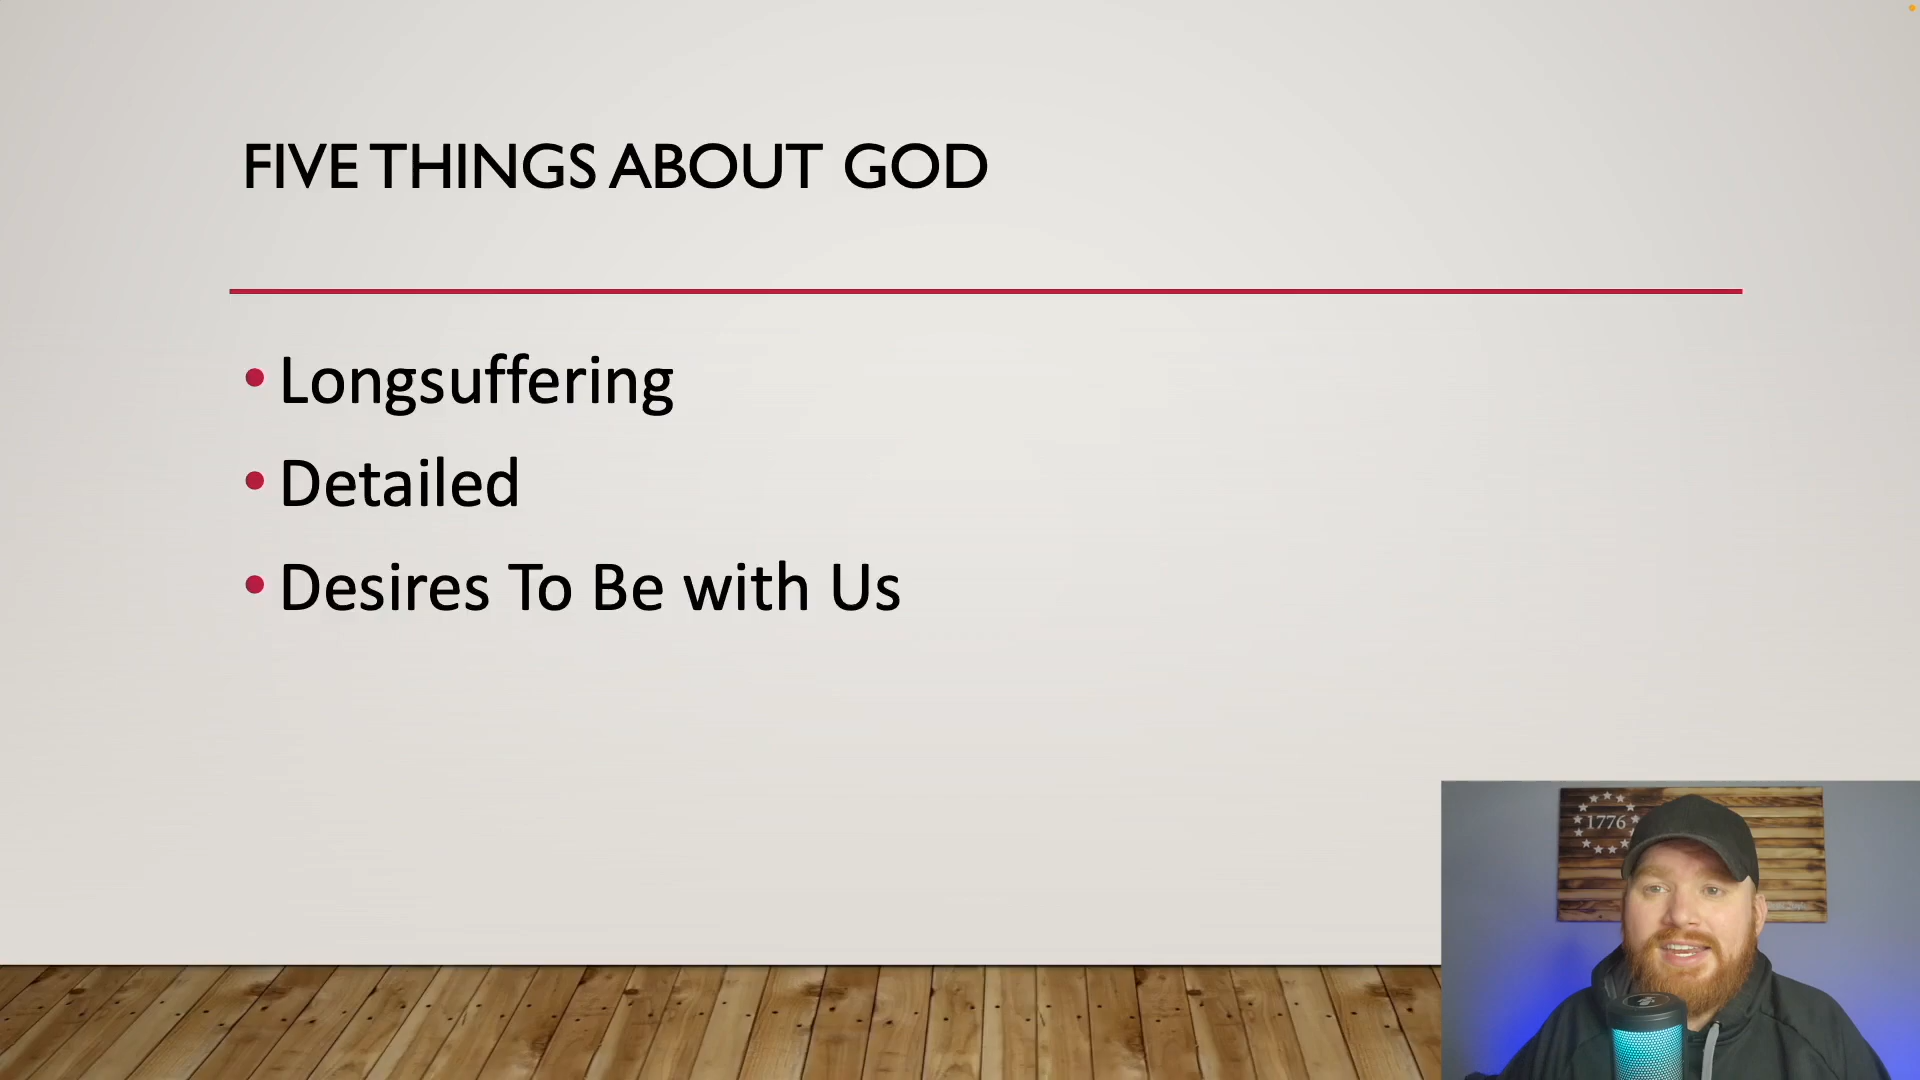 FIVE THINGS ABOUT GOD
• Longsuffering
• Detailed
• Desires To Be with Us
1776